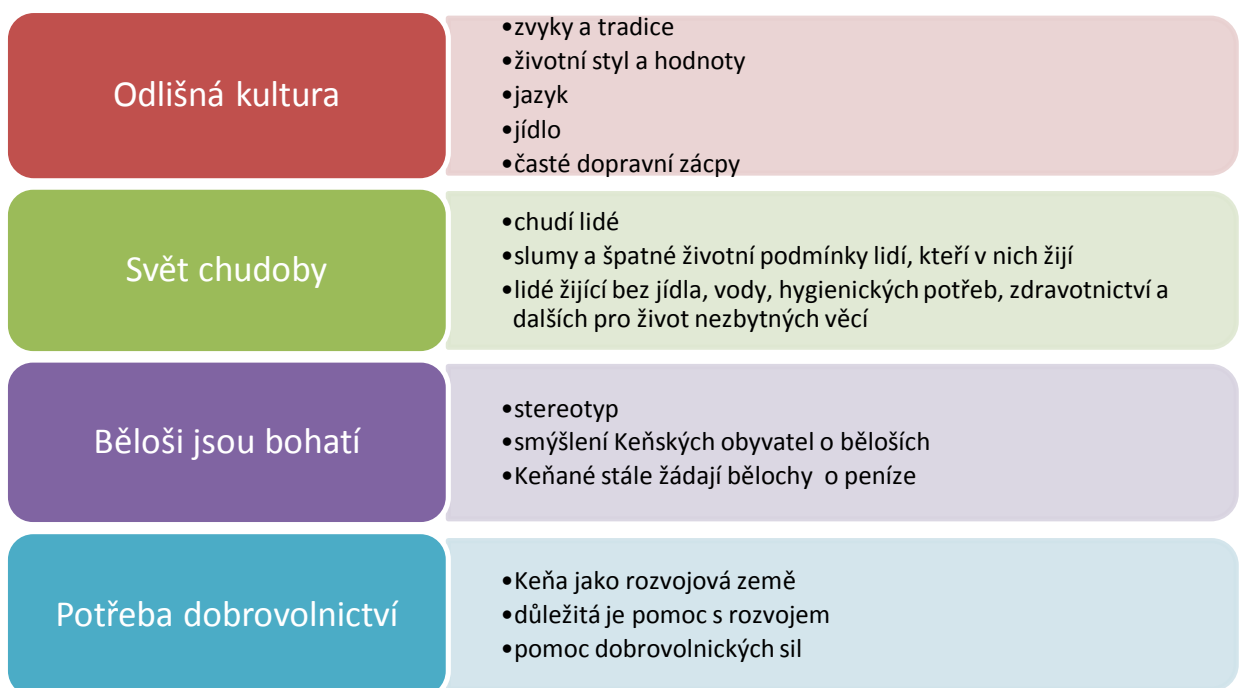 Odlišná kultura
•zvyky a tradice
•životní styl a hodnoty
•jazyk
•jídlo
•časté dopravní zácpy
Svět chudoby
•chudí lidé
•slumy a špatné životní podmínky lidí, kteří v nich žijí
•lidé žijící bez jídla, vody, hygienických potřeb, zdravotnictví a
dalších pro život nezbytných věcí
Běloši jsou bohatí
•stereotyp
•smýšlení Keňských obyvatel o běloších
•Keňané stále žádají bělochy o peníze
Potřeba dobrovolnictví
•Keňa jako rozvojová země
•důležitá je pomoc s rozvojem
•pomoc dobrovolnických sil